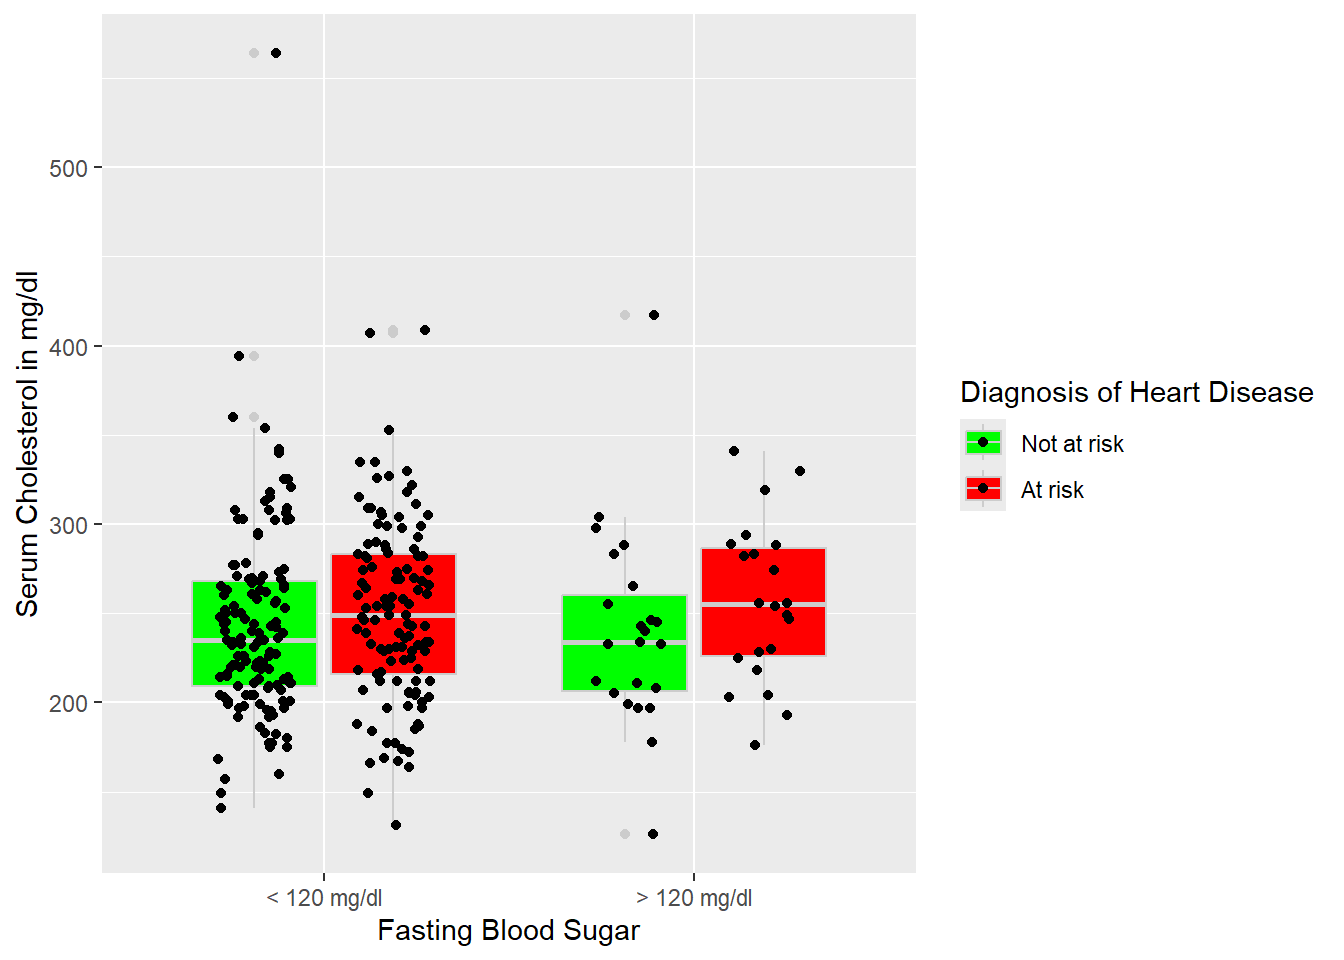 Serum Cholesterol in mg/dl
500
400
300
200
< 120 mg/dl
> 120 mg/dl
Fasting Blood Sugar
Diagnosis of Heart Disease
Not at risk
At risk